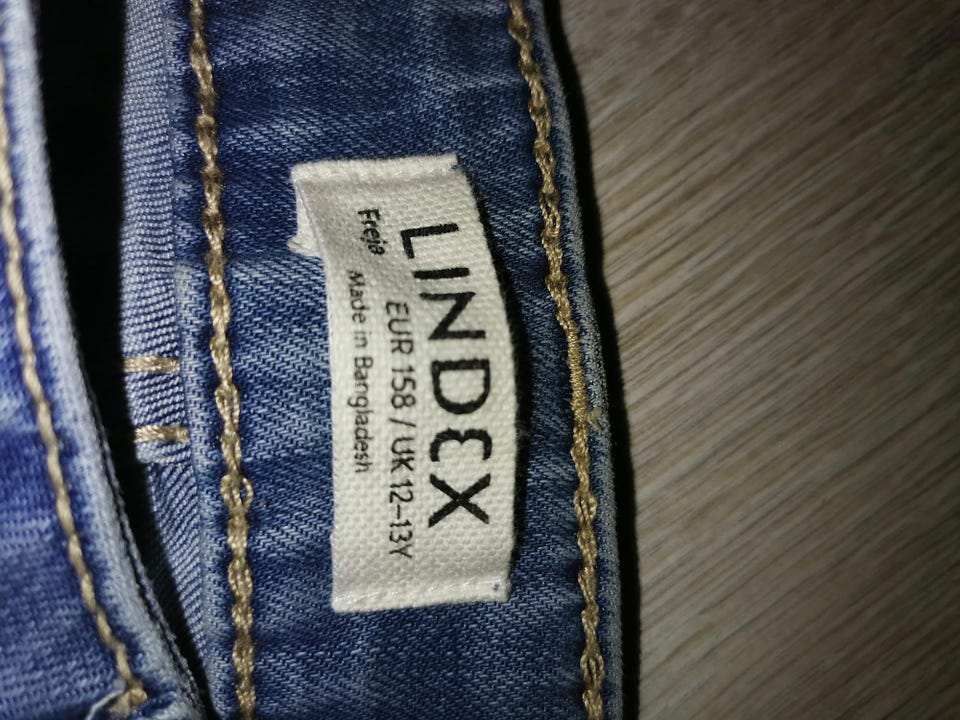 LINDEX
EUR 158 / UK 12-13Y
Freja Made in Bangladesh